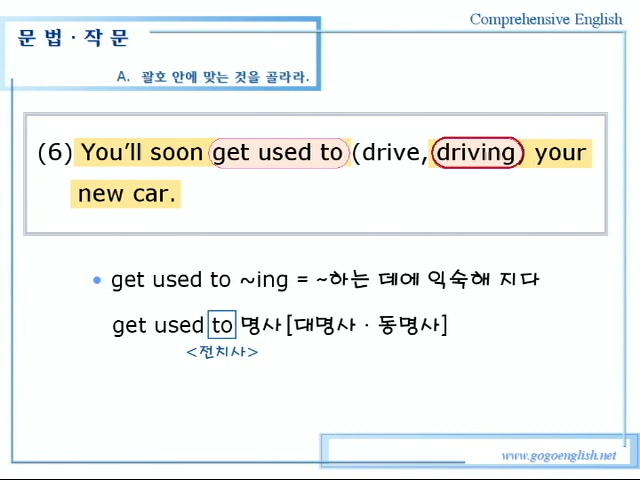 Comprehensive English
문 법 · 작 문
A. 괄호 안에 맞는 것을 골라라.
(6) You'll soon get used to (drive, driving) your
new car.
• get used to ~ing = ~하는 데에 익숙해 지다
get used to 명사[대명사 · 동명사]
<전치사>
www.gogoenglish.net